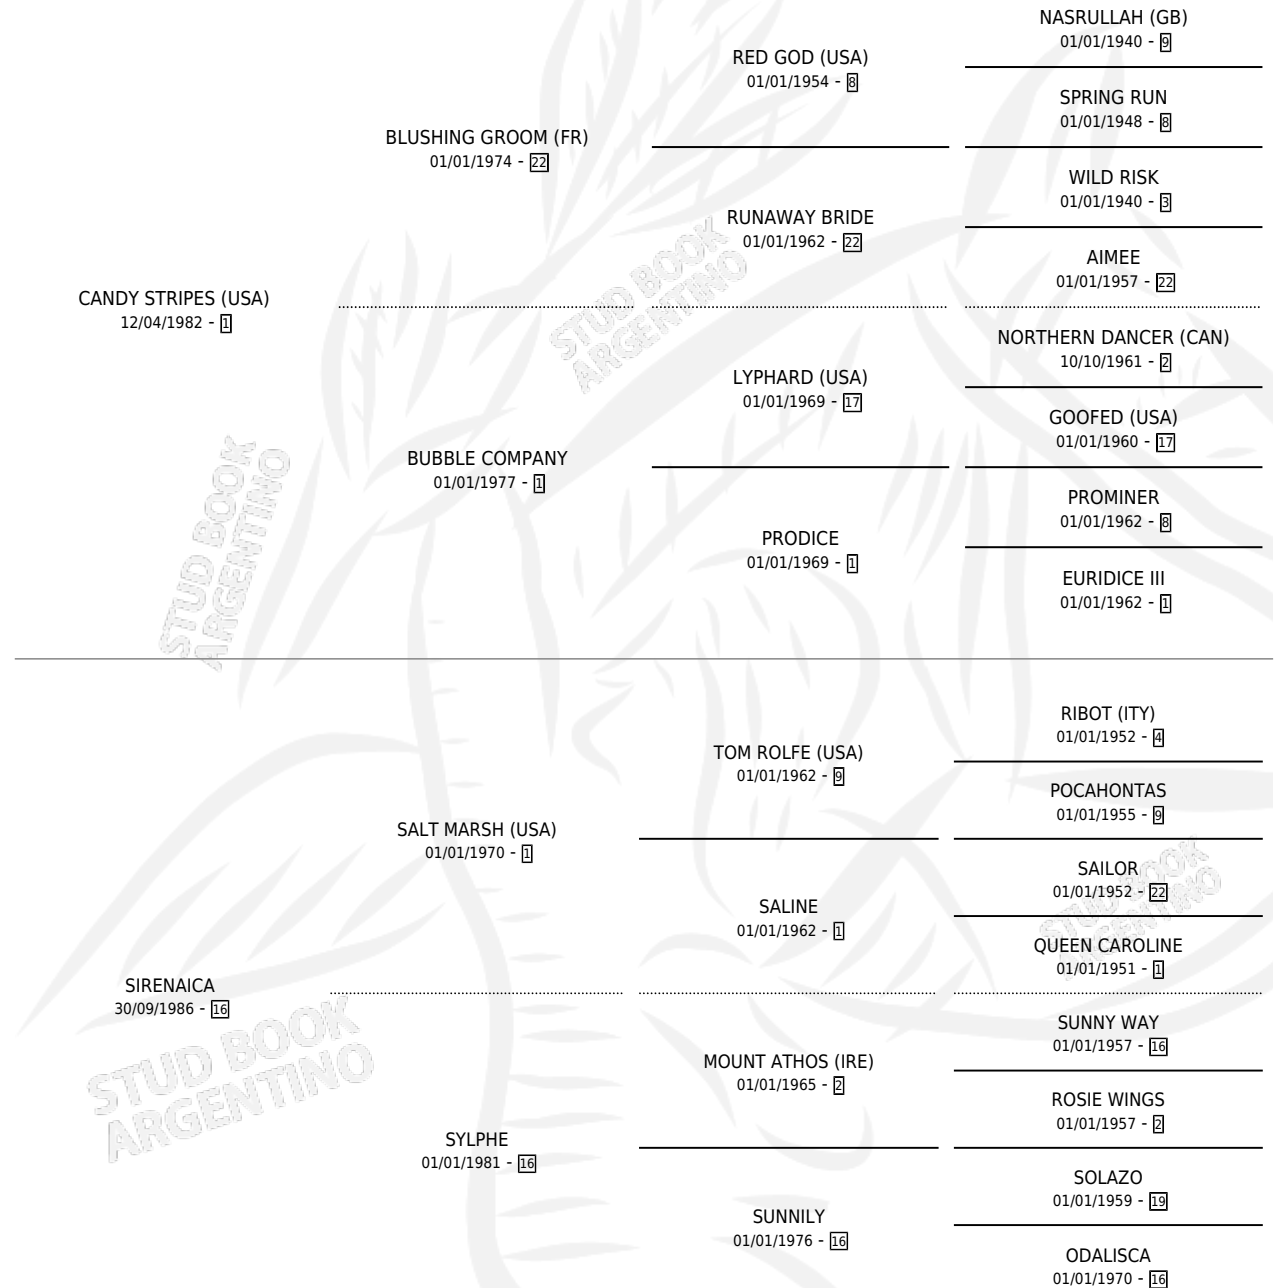 NASRULLAH (GB)
01/01/1940 - 9
RED GOD (USA)
01/01/1954 - 8
SPRING RUN
01/01/1948 - 8
BLUSHING GROOM (FR)
01/01/1974 - 22
WILD RISK
01/01/1940 - 3
RUNAWAY BRIDE
01/01/1962 - 22
AIMEE
01/01/1957 - 22
CANDY STRIPES (USA)
12/04/1982 - 1
NORTHERN DANCER (CAN)
10/10/1961 - 2
LYPHARD (USA)
01/01/1969 - 17
GOOFED (USA)
01/01/1960 - 17
BUBBLE COMPANY
01/01/1977 - 1
PROMINER
01/01/1962 - 8
PRODICE
01/01/1969 - 1
EURIDICE III
01/01/1962 - 1
RIBOT (ITY)
01/01/1952 - 4
TOM ROLFE (USA)
01/01/1962 - 9
POCAHONTAS
01/01/1955 - 9
SALT MARSH (USA)
01/01/1970 - 1
SAILOR
01/01/1952 - 22
SALINE
01/01/1962 - 1
QUEEN CAROLINE
01/01/1951 - 1
SIRENAICA
30/09/1986 - 16
SUNNY WAY
01/01/1957 - 16
MOUNT ATHOS (IRE)
01/01/1965 - 2
ROSIE WINGS
01/01/1957 - 2
SYLPHE
01/01/1981 - 16
SOLAZO
01/01/1959 - 19
SUNNILY
01/01/1976 - 16
ODALISCA
01/01/1970 - 16
STUD BOOK
ARGENTINO
STUD BOOK
ARGENTINO
STUD BOOK
ARGENTINO
STUD BOOK
ARGENTINO